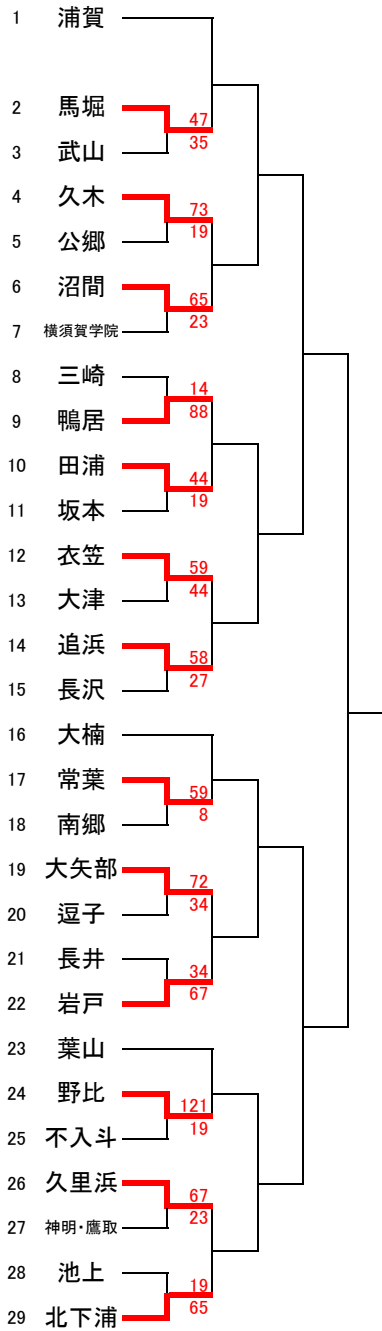 1 浦賀
2 馬堀 47
3 武山 35
4 久木 73
5 公郷 19
6 沼間 65
7 横須賀学院 23
8 三崎 14
9 鴨居 88
10 田浦 44
11 坂本 19
12 衣笠 59
13 大津 44
14 追浜 58
15 長沢 27
16 大楠
17 常葉 59
18 南郷 8
19 大矢部 72
20 逗子 34
21 長井 34
22 岩戸 67
23 葉山
24 野比 121
25 不入斗 19
26 久里浜 67
27 神明・鷹取 23
28 池上 19
29 北下浦 65